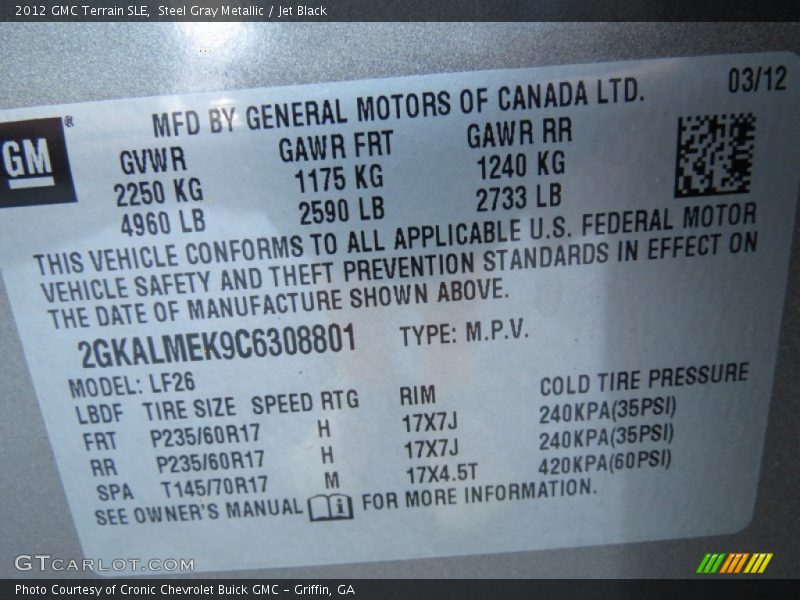 2012 GMC Terrain SLE, Steel Gray Metallic / Jet Black
03/12
GM®
MFD BY GENERAL MOTORS OF CANADA LTD.
GVWR GAWR FRT GAWR RR
2250 KG 1175 KG 1240 KG
4960 LB 2590 LB 2733 LB
THIS VEHICLE CONFORMS TO ALL APPLICABLE U.S. FEDERAL MOTOR
VEHICLE SAFETY AND THEFT PREVENTION STANDARDS IN EFFECT ON
THE DATE OF MANUFACTURE SHOWN ABOVE.
2GKALMEK9C6308801 TYPE: M.P.V.
MODEL: LF26
LBDF TIRE SIZE SPEED RTG RIM COLD TIRE PRESSURE
FRT P235/60R17 H 17X7J 240KPA(35PSI)
RR P235/60R17 H 17X7J 240KPA(35PSI)
SPA T145/70R17 M 17X4.5T 420KPA(60PSI)
SEE OWNER'S MANUAL i FOR MORE INFORMATION.
GTCARLOT.COM
Photo Courtesy of Cronic Chevrolet Buick GMC - Griffin, GA